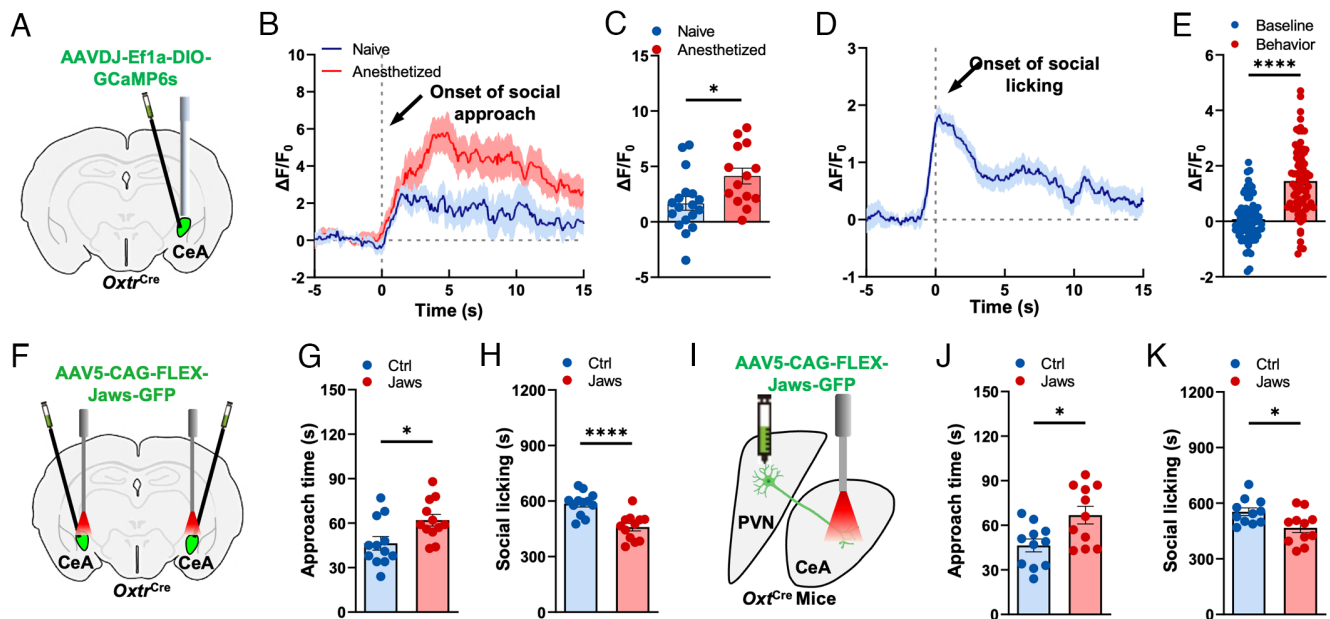 A
AAVDJ-Ef1a-DIO-
GCaMP6s
CeA
Oxtrᶜʳᵉ
B
Naive
Anesthetized
Onset of social
approach
ΔF/F₀
10
8
6
4
2
0
-2
-5
0
5
10
15
Time (s)
C
Naive
Anesthetized
*
ΔF/F₀
15
10
5
0
-5
D
Onset of social
licking
ΔF/F₀
3
2
1
0
-1
-5
0
5
10
15
Time (s)
E
Baseline
Behavior
****
ΔF/F₀
6
4
2
0
-2
F
AAV5-CAG-FLEX-
Jaws-GFP
CeA
CeA
Oxtrᶜʳᵉ
G
Ctrl
Jaws
*
Approach time (s)
150
120
90
60
30
0
H
Ctrl
Jaws
****
Social licking (s)
1200
900
600
300
0
I
AAV5-CAG-FLEX-
Jaws-GFP
PVN
CeA
Oxtᶜʳᵉ Mice
J
Ctrl
Jaws
*
Approach time (s)
150
120
90
60
30
0
K
Ctrl
Jaws
*
Social licking (s)
1200
900
600
300
0